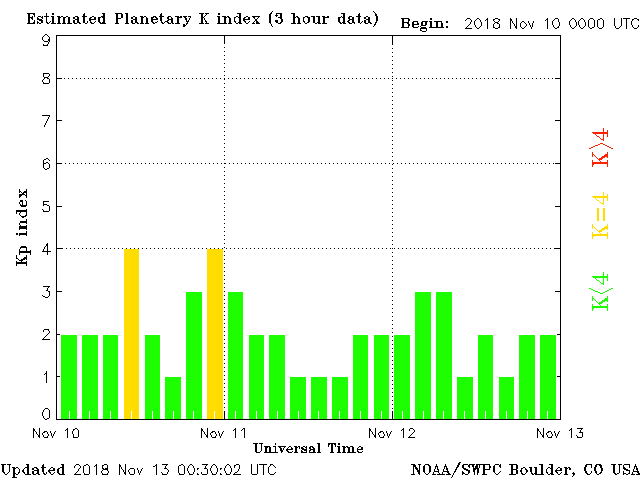 Estimated Planetary K index (3 hour data)
Begin: 2018 Nov 10 0000 UTC
9
8
7
6
5
4
3
2
1
0
Kp index
K>4
K=4
K<4
Nov 10 Nov 11 Nov 12 Nov 13
Universal Time
Updated 2018 Nov 13 00:30:02 UTC
NOAA/SWPC Boulder, CO USA